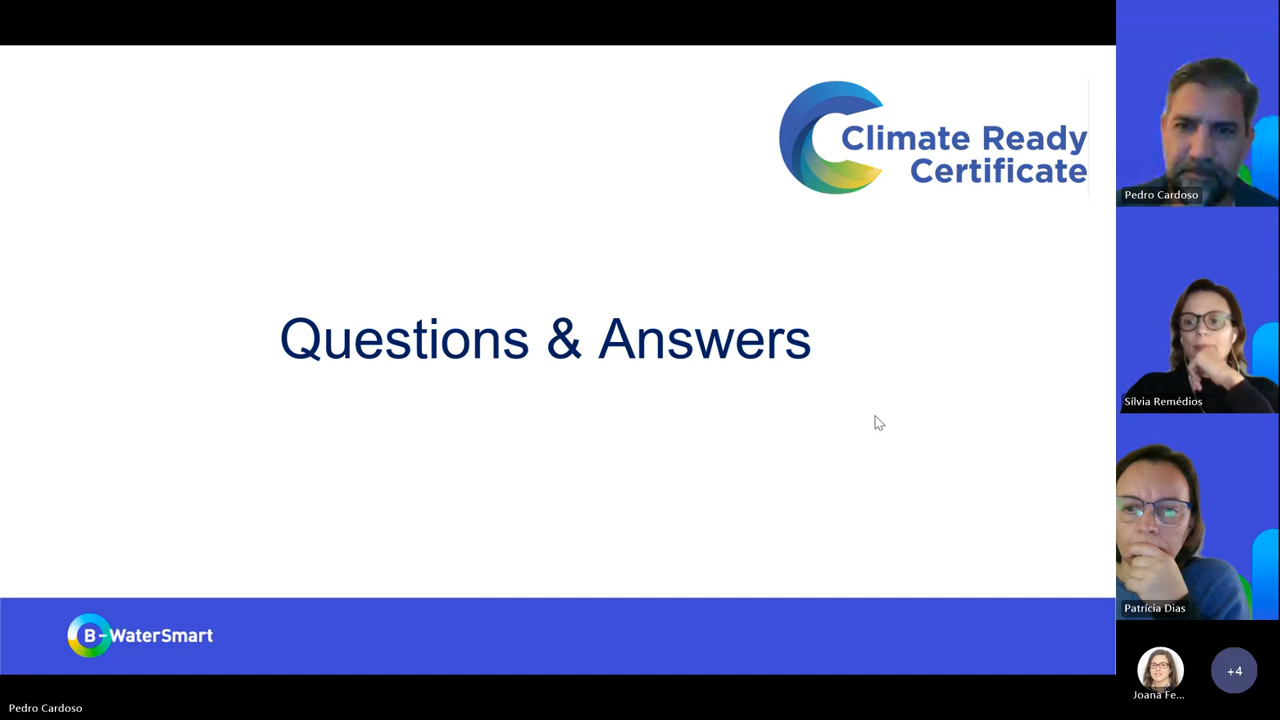 Climate Ready
Certificate
Questions & Answers
B-WaterSmart
Pedro Cardoso
Sílvia Remédios
Patrícia Dias
Joana Fe...
+4
Pedro Cardoso